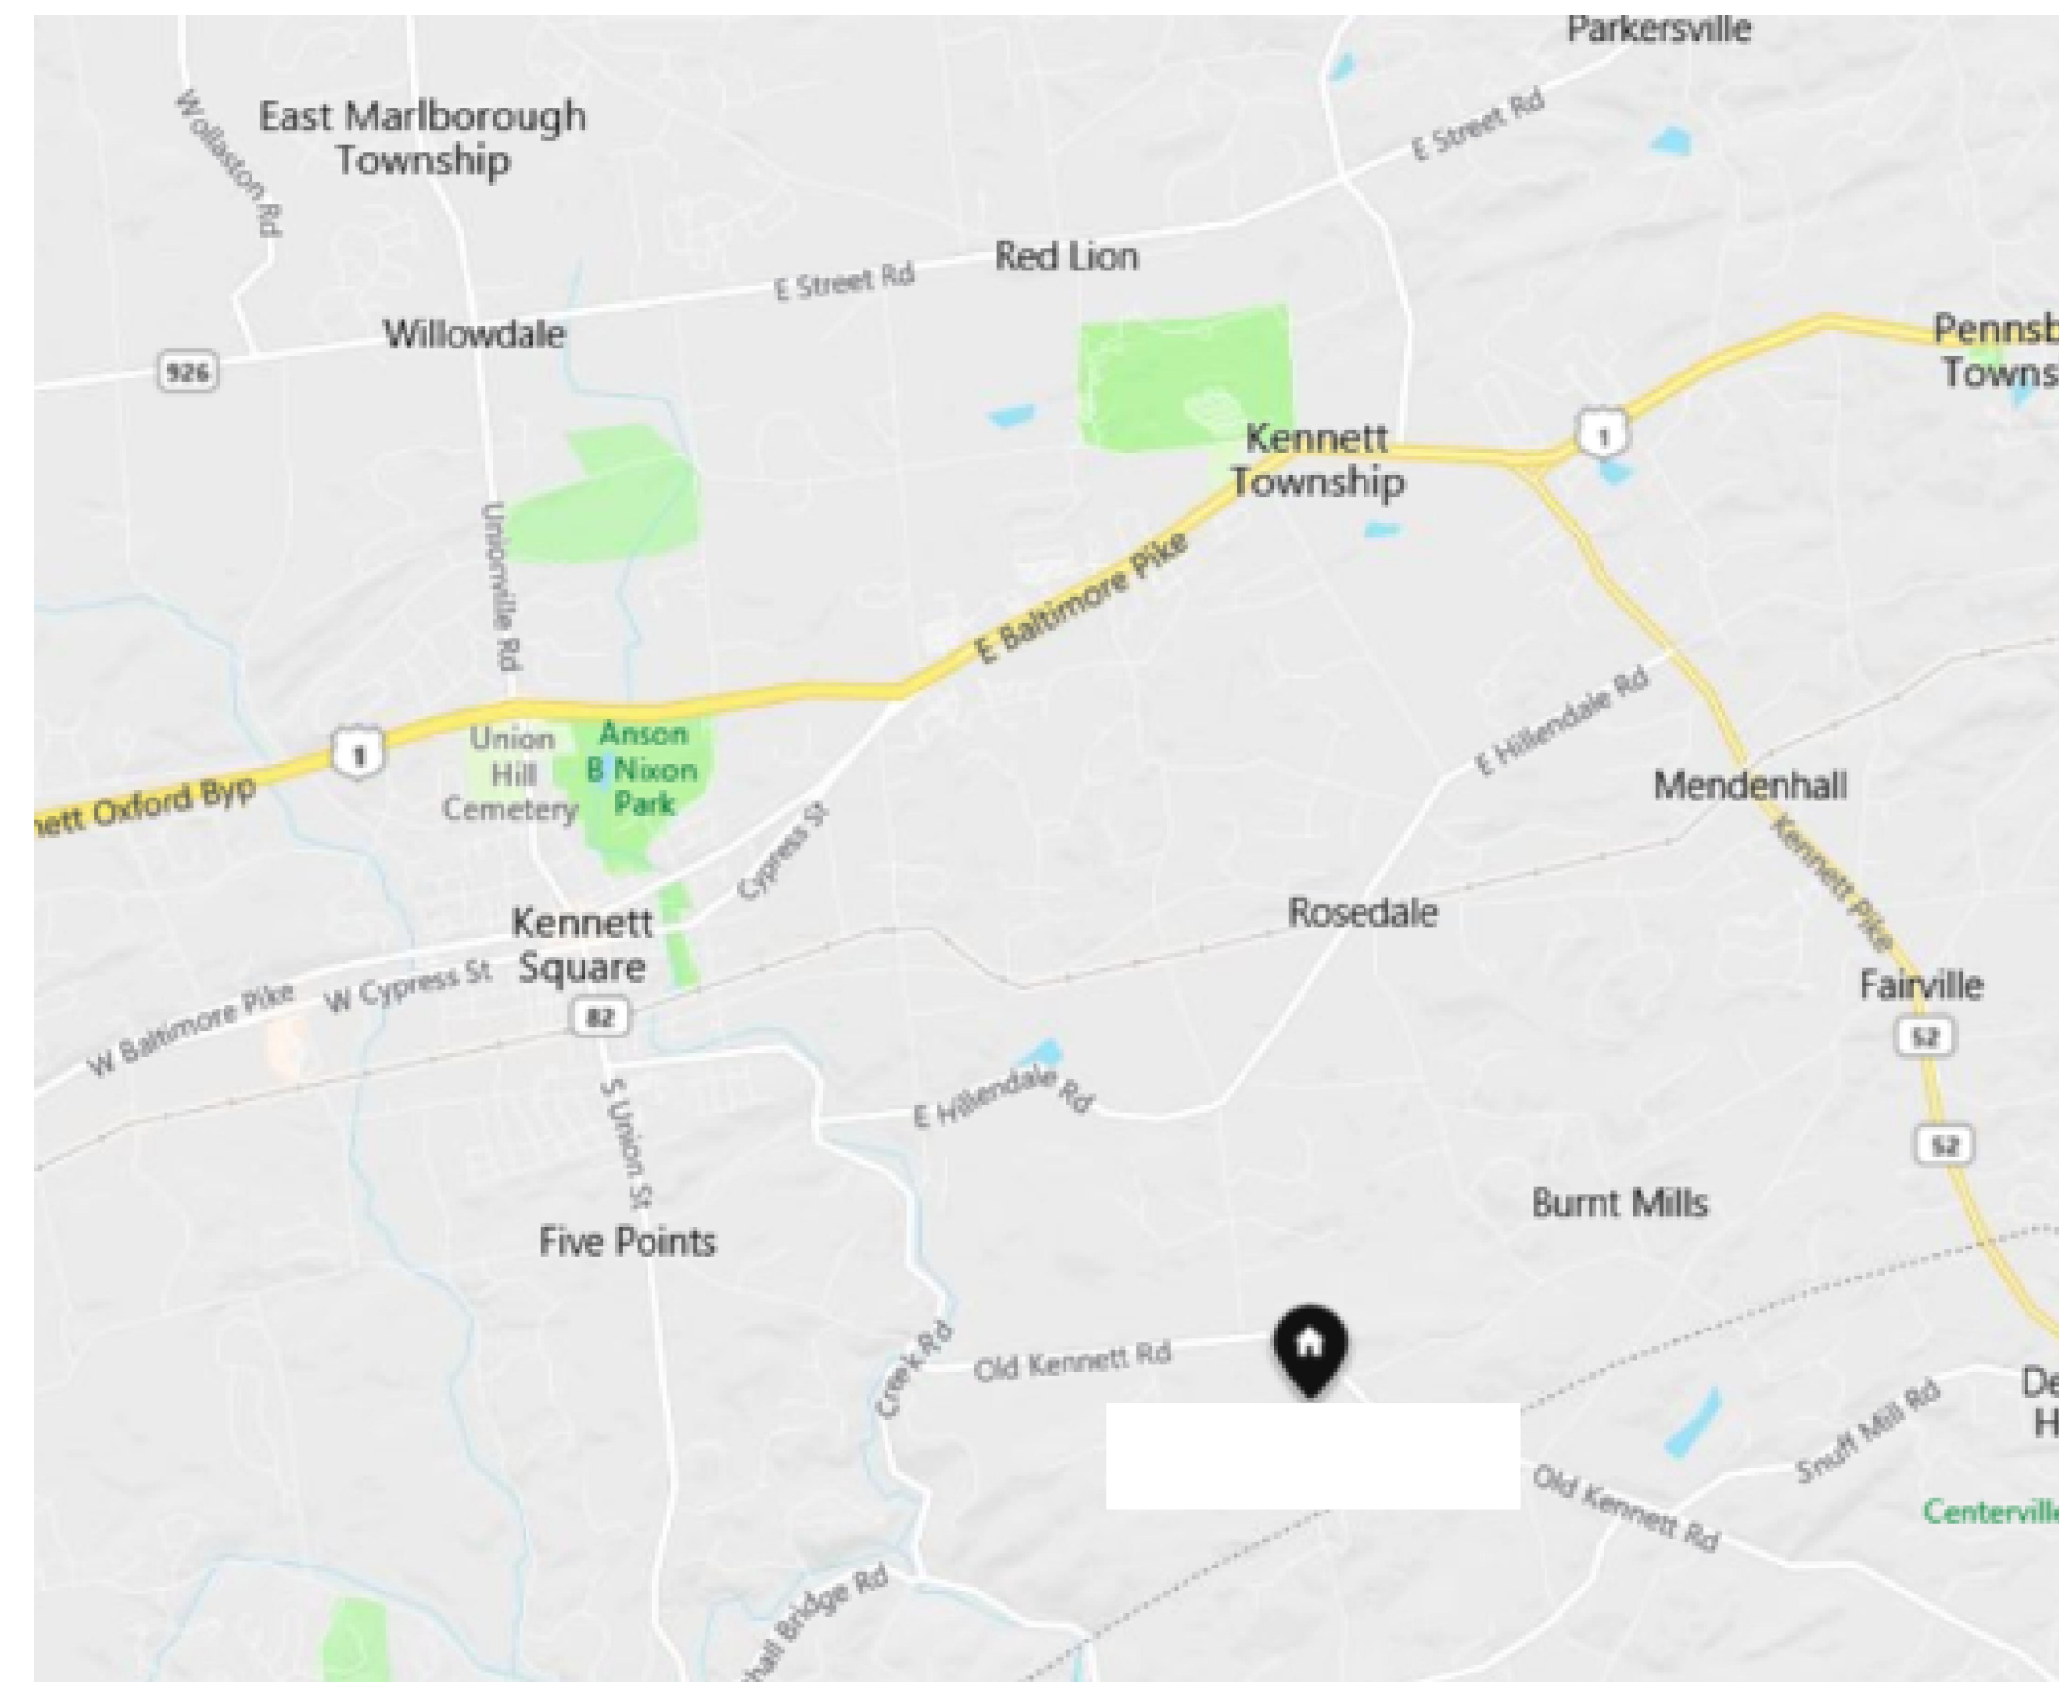 Parkersville
Wollaston Rd
East Marlborough
Township
E Street Rd
Red Lion
E Street Rd
Willowdale
926
Pennsb
Towns
1
Kennett
Township
Unionville Rd
E Baltimore Pike
E Hillendale Rd
Union
Hill
Cemetery
Anson
B Nixon
Park
1
nett Oxford Byp
Mendenhall
Cypress St
Kennett Pike
Kennett
Square
Rosedale
W Cypress St
W Baltimore Pike
Fairville
82
52
E Hillendale Rd
S Union St
52
Burnt Mills
Five Points
Creek Rd
Old Kennett Rd
De
H
Snuff Mill Rd
Old Kennett Rd
Centerville
hall Bridge Rd